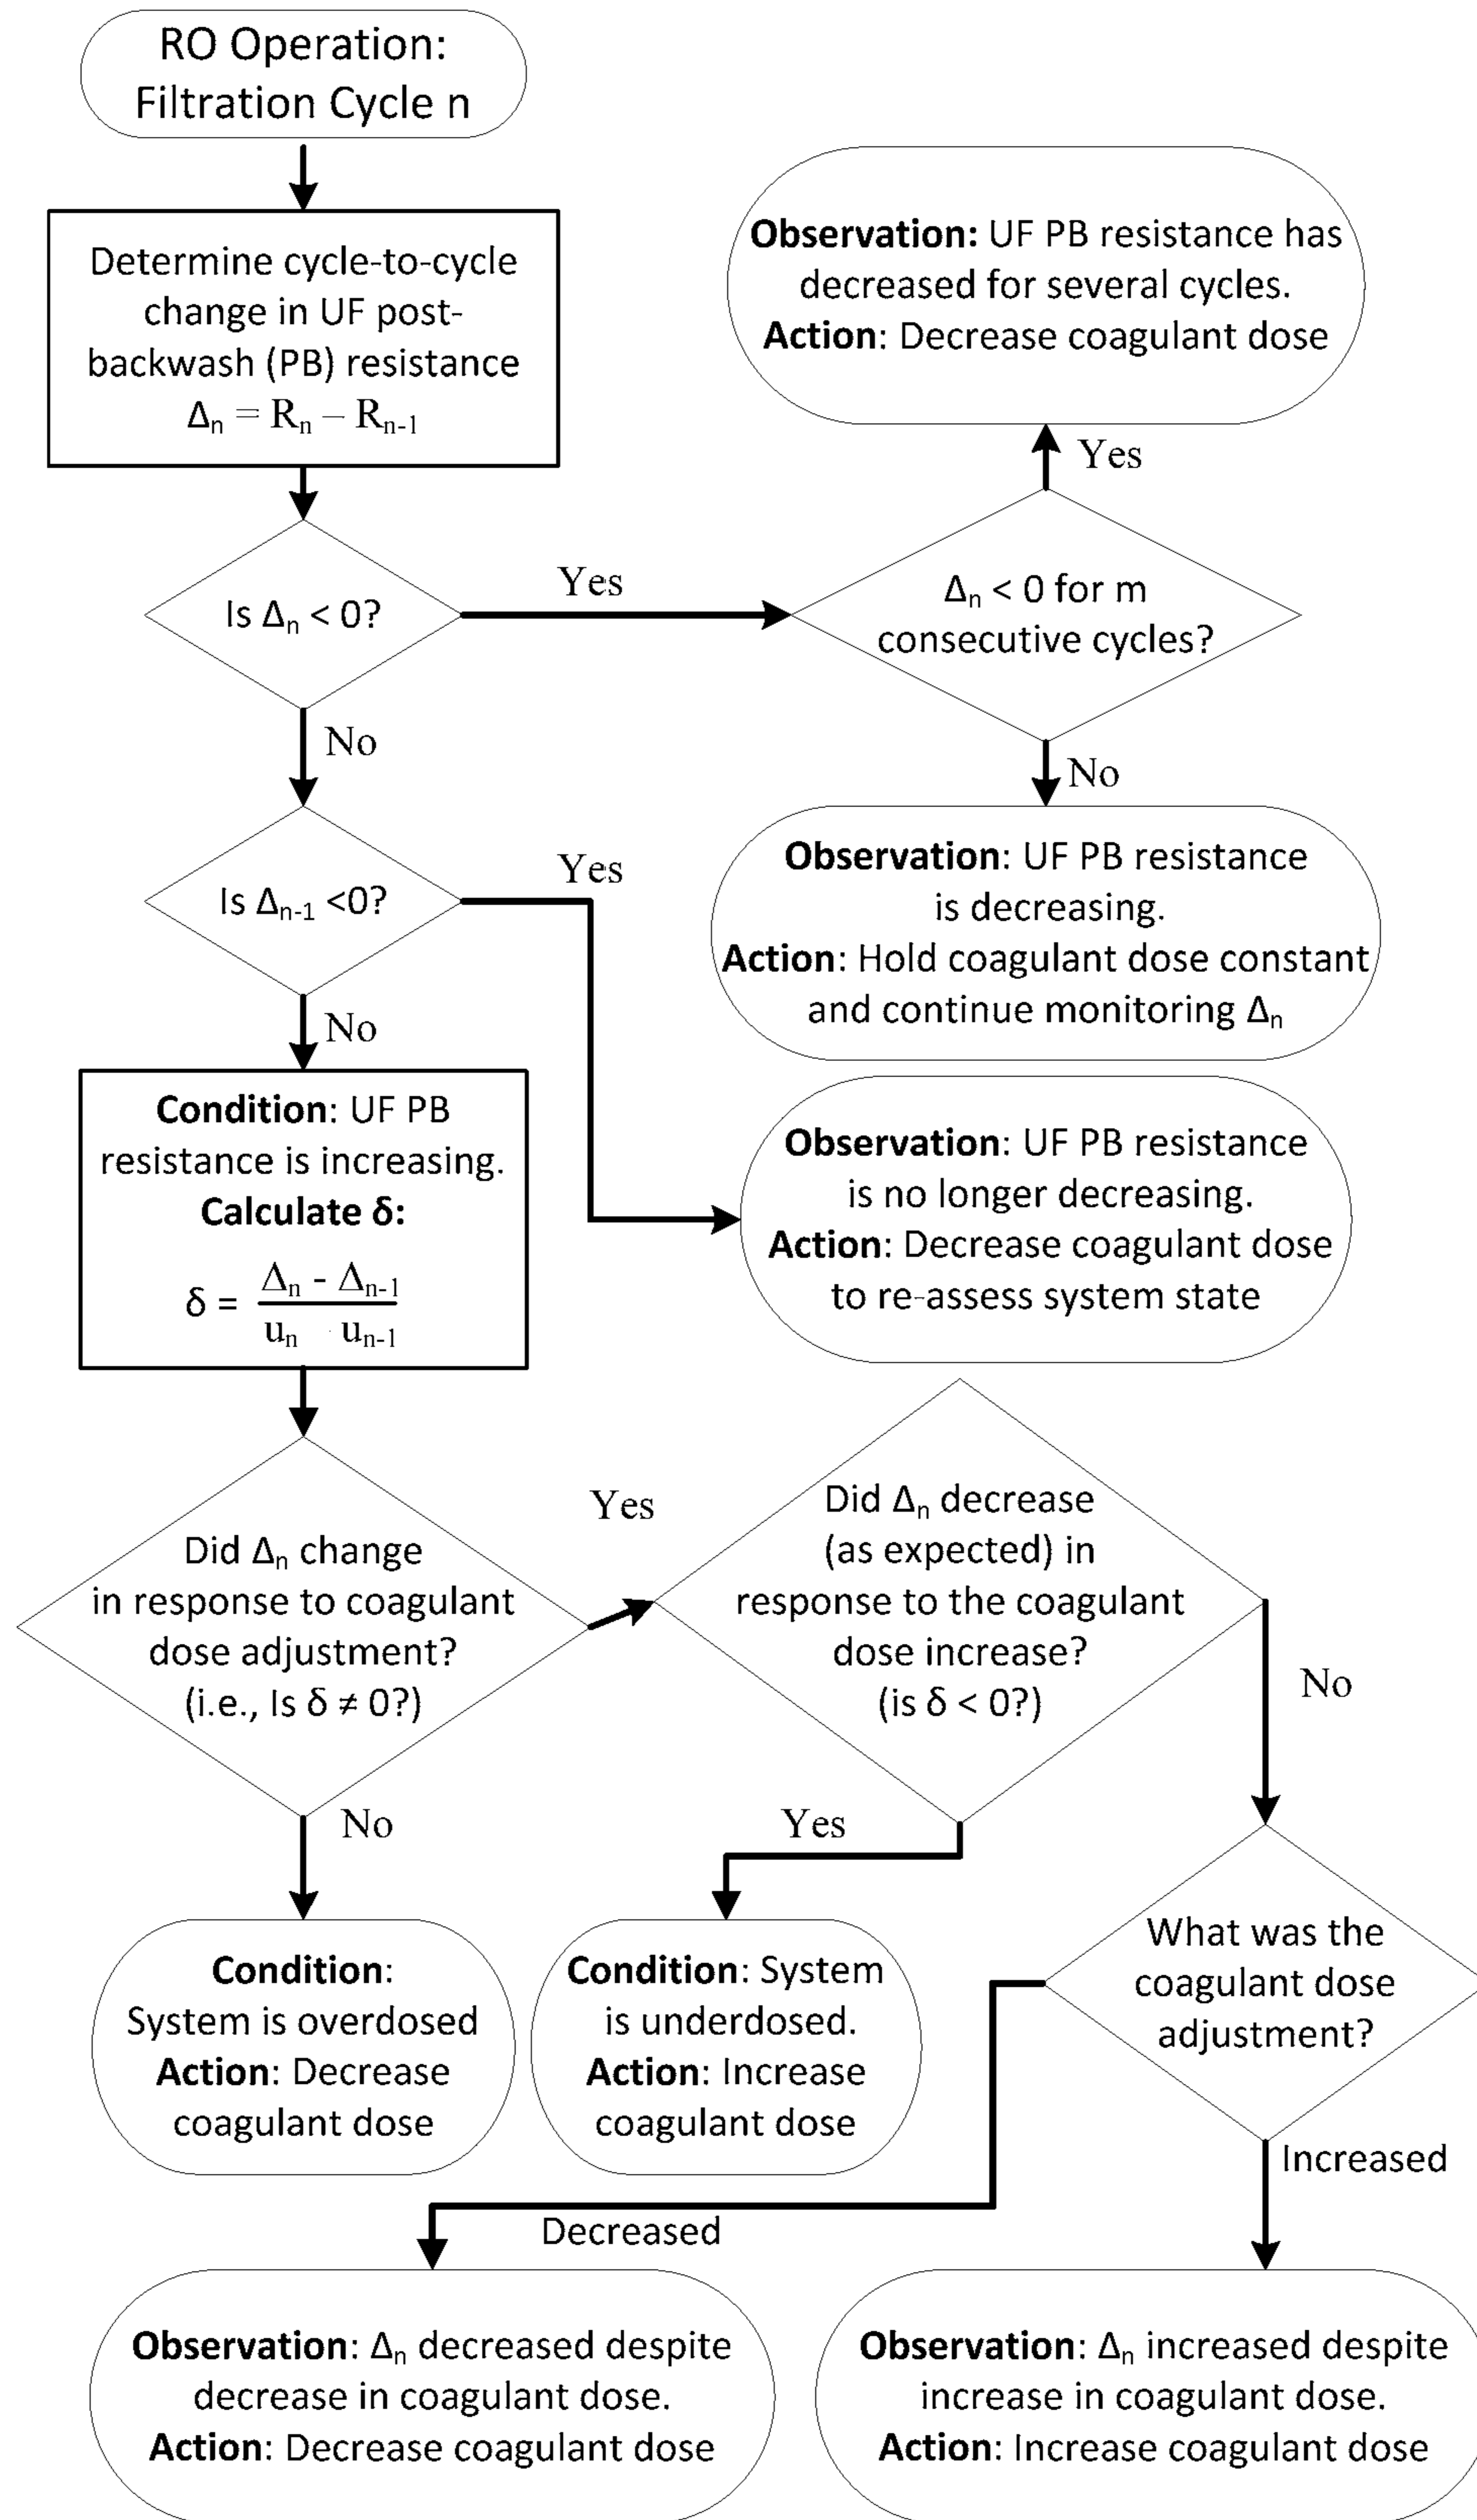 RO Operation:
Filtration Cycle n
Determine cycle-to-cycle
change in UF post-
backwash (PB) resistance
Δn = Rn – Rn-1
Is Δn < 0?
Yes
Δn < 0 for m
consecutive cycles?
Yes
Observation: UF PB resistance has
decreased for several cycles.
Action: Decrease coagulant dose
No
Observation: UF PB resistance
is decreasing.
Action: Hold coagulant dose constant
and continue monitoring Δn
No
Is Δn-1 <0?
Yes
Observation: UF PB resistance
is no longer decreasing.
Action: Decrease coagulant dose
to re-assess system state
No
Condition: UF PB
resistance is increasing.
Calculate δ:
δ =
Δn - Δn-1
un un-1
Did Δn change
in response to coagulant
dose adjustment?
(i.e., Is δ ≠ 0?)
Yes
Did Δn decrease
(as expected) in
response to the coagulant
dose increase?
(is δ < 0?)
No
No
Condition:
System is overdosed
Action: Decrease
coagulant dose
Yes
Condition: System
is underdosed.
Action: Increase
coagulant dose
What was the
coagulant dose
adjustment?
Increased
Decreased
Observation: Δn decreased despite
decrease in coagulant dose.
Action: Decrease coagulant dose
Observation: Δn increased despite
increase in coagulant dose.
Action: Increase coagulant dose